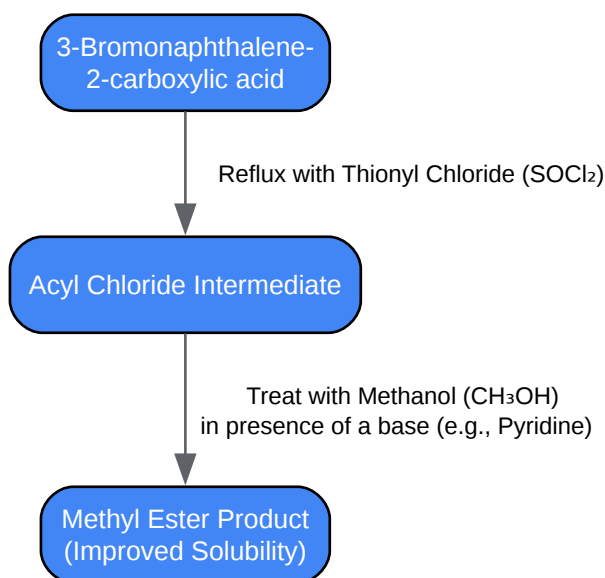 3-Bromonaphthalene-
2-carboxylic acid
Reflux with Thionyl Chloride (SOCl₂)
Acyl Chloride Intermediate
Treat with Methanol (CH₃OH)
in presence of a base (e.g., Pyridine)
Methyl Ester Product
(Improved Solubility)